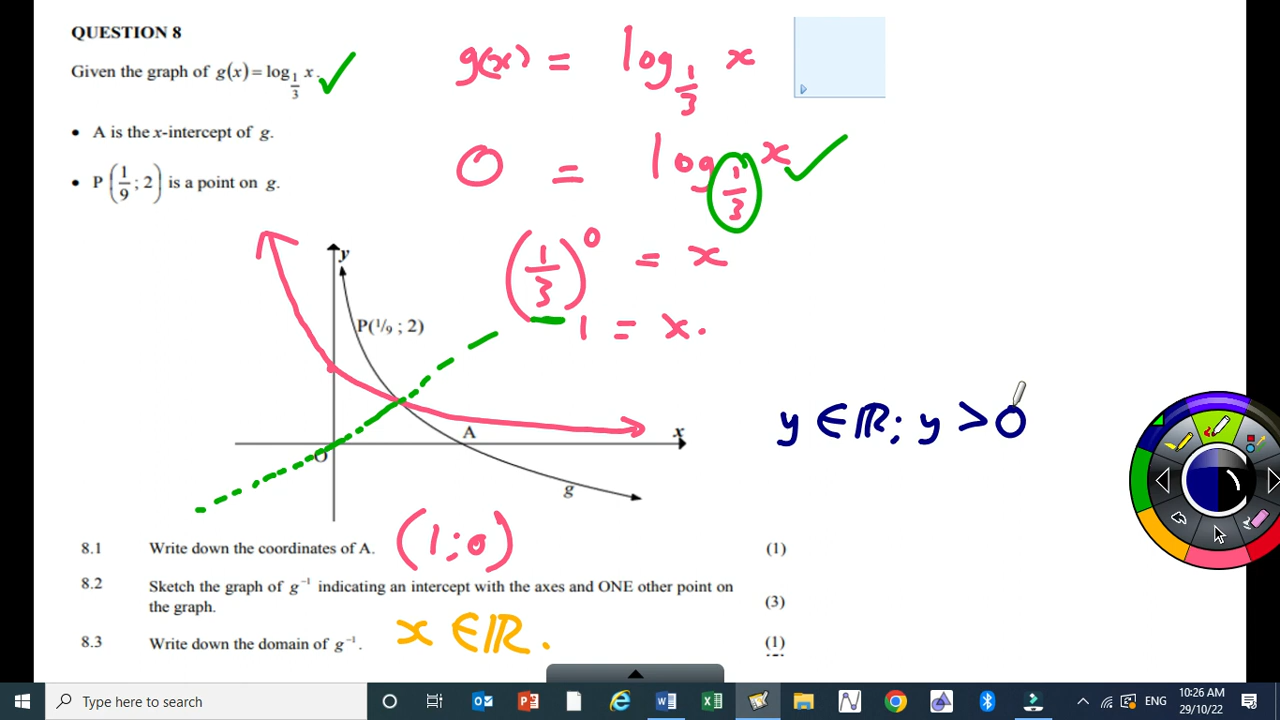 QUESTION 8
Given the graph of g(x) = log_{1/3} x.
• A is the x-intercept of g.
• P(1/9 ; 2) is a point on g.
g(x) = log_{1/3} x
0 = log_{1/3} x
(1/3)^0 = x
1 = x.
y
P(1/9 ; 2)
A
x
O
g
y ∈ ℝ; y > 0
(1;0)
8.1 Write down the coordinates of A. (1)
8.2 Sketch the graph of g⁻¹ indicating an intercept with the axes and ONE other point on
the graph. (3)
8.3 Write down the domain of g⁻¹. (1)
x ∈ ℝ.
Type here to search
ENG
10:26 AM
29/10/22